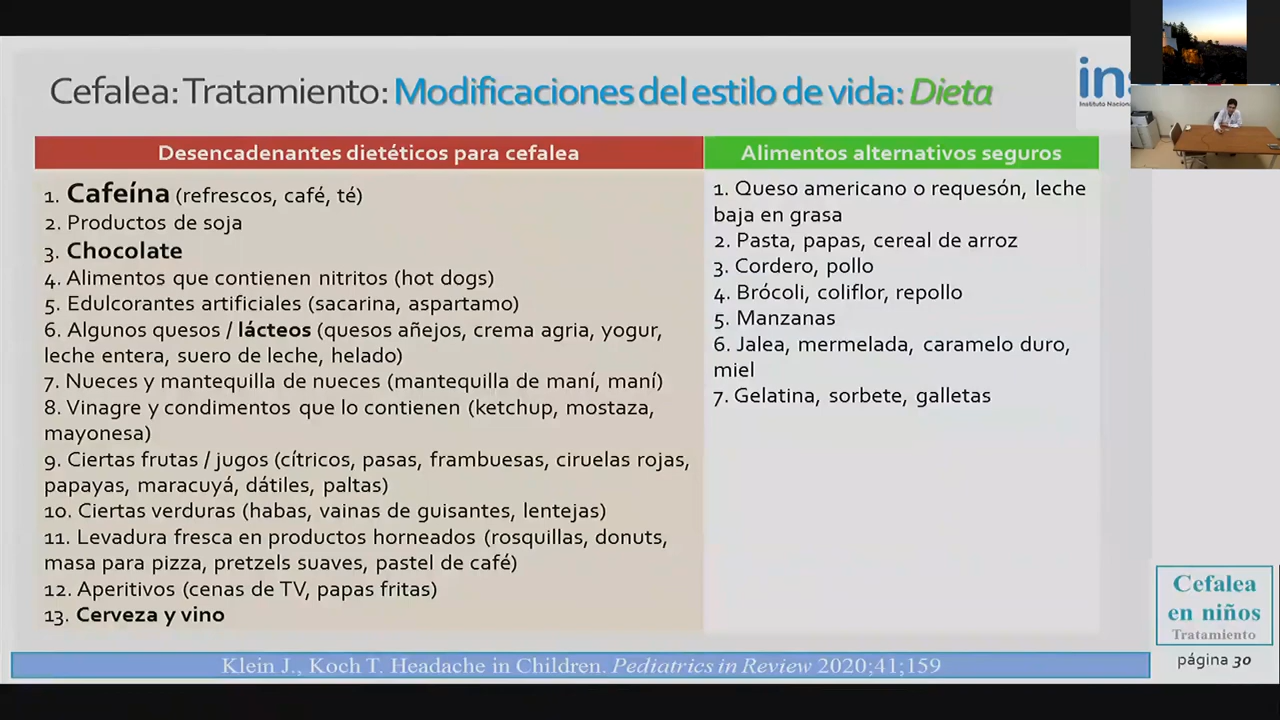 Cefalea: Tratamiento: Modificaciones del estilo de vida: Dieta
Desencadenantes dietéticos para cefalea
1. Cafeína (refrescos, café, té)
2. Productos de soja
3. Chocolate
4. Alimentos que contienen nitritos (hot dogs)
5. Edulcorantes artificiales (sacarina, aspartamo)
6. Algunos quesos / lácteos (quesos añejos, crema agria, yogur,
leche entera, suero de leche, helado)
7. Nueces y mantequilla de nueces (mantequilla de maní, maní)
8. Vinagre y condimentos que lo contienen (ketchup, mostaza,
mayonesa)
9. Ciertas frutas / jugos (cítricos, pasas, frambuesas, ciruelas rojas,
papayas, maracuyá, dátiles, paltas)
10. Ciertas verduras (habas, vainas de guisantes, lentejas)
11. Levadura fresca en productos horneados (rosquillas, donuts,
masa para pizza, pretzels suaves, pastel de café)
12. Aperitivos (cenas de TV, papas fritas)
13. Cerveza y vino
Alimentos alternativos seguros
1. Queso americano o requesón, leche
baja en grasa
2. Pasta, papas, cereal de arroz
3. Cordero, pollo
4. Brócoli, coliflor, repollo
5. Manzanas
6. Jalea, mermelada, caramelo duro,
miel
7. Gelatina, sorbete, galletas
Instituto
Cefalea
en niños
Tratamiento
página 30
Klein J., Koch T. Headache in Children. Pediatrics in Review 2020;41;159